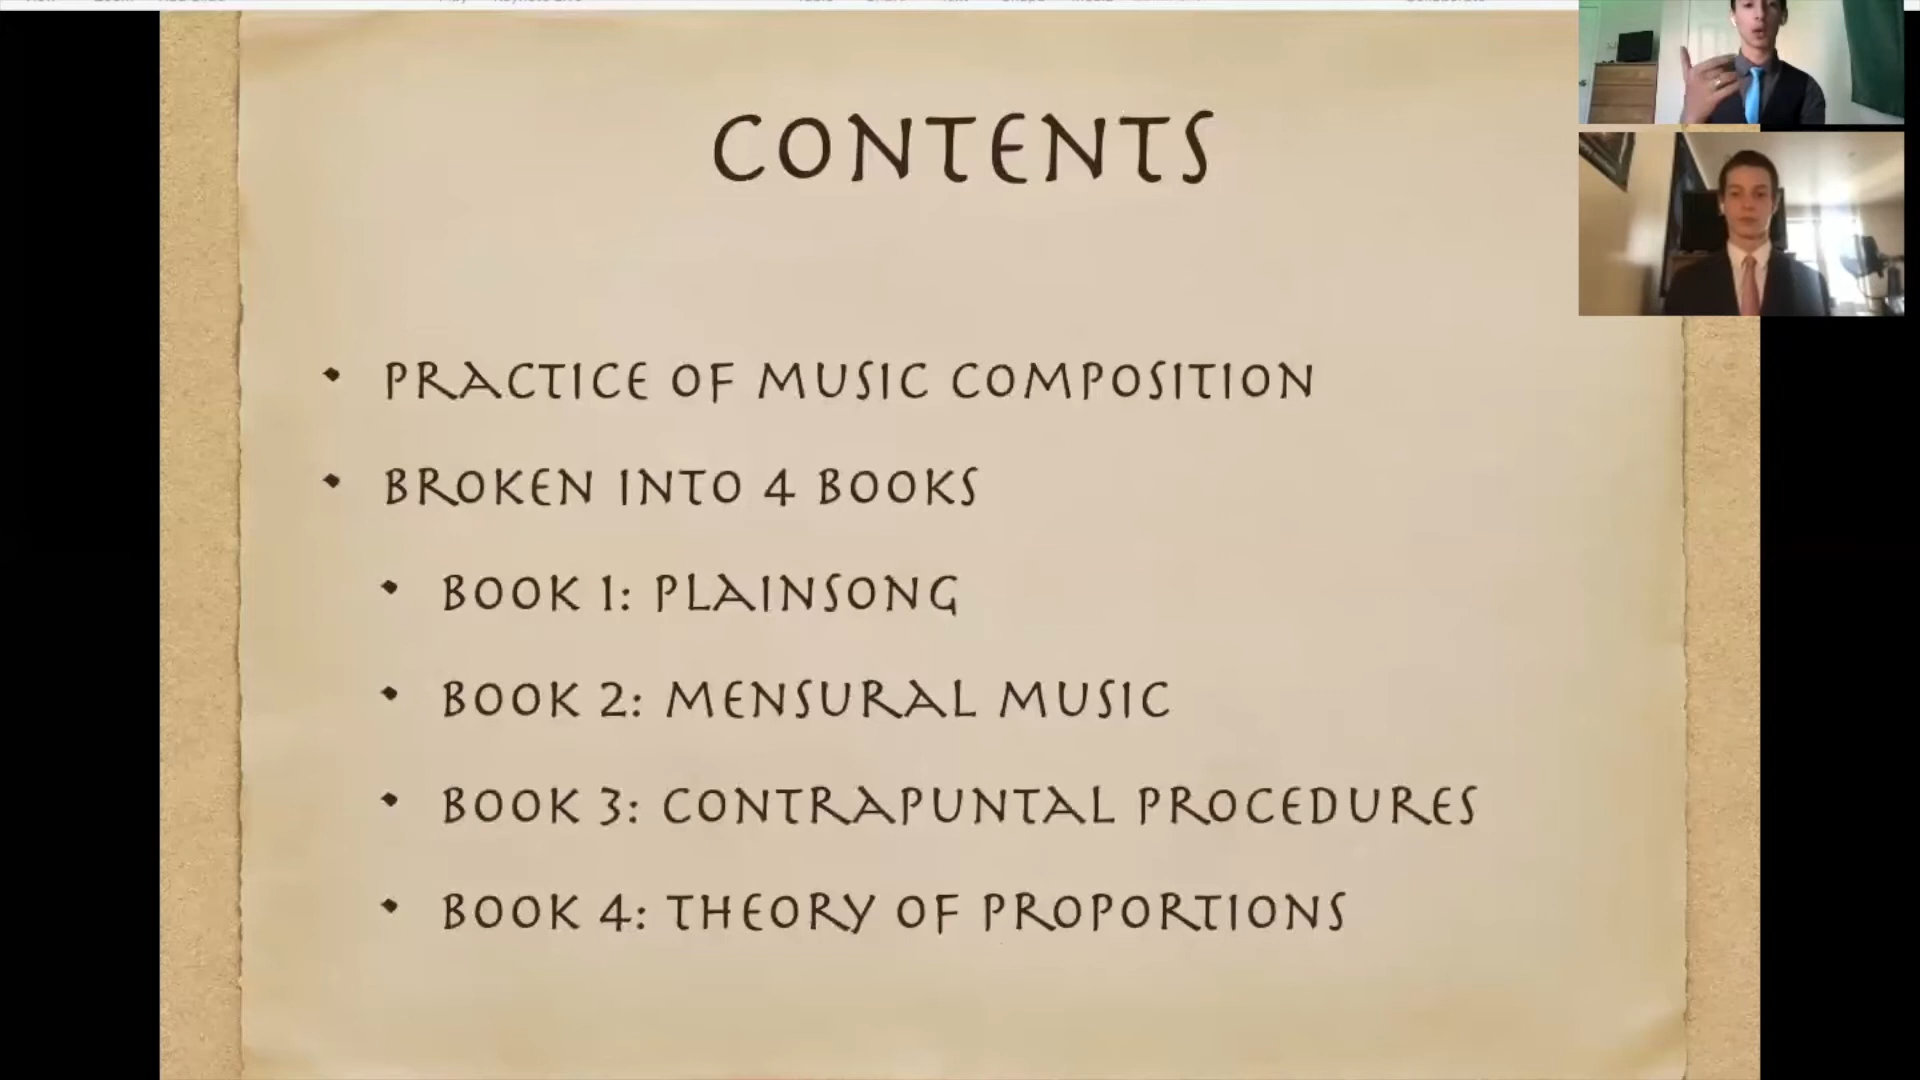 CONTENTS
• PRACTICE OF MUSIC COMPOSITION
• BROKEN INTO 4 BOOKS
• BOOK 1: PLAINSONG
• BOOK 2: MENSURAL MUSIC
• BOOK 3: CONTRAPUNTAL PROCEDURES
• BOOK 4: THEORY OF PROPORTIONS